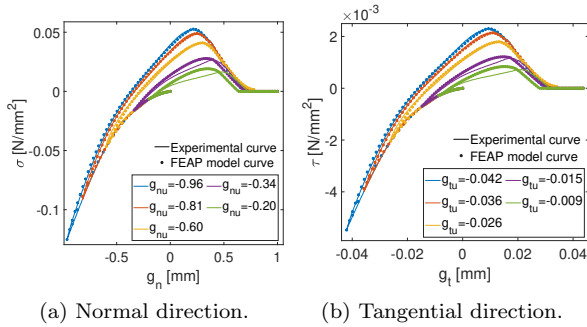 0.05
0
-0.05
-0.1
σ [N/mm²]
Experimental curve
FEAP model curve
g_nu=-0.96 g_nu=-0.34
g_nu=-0.81 g_nu=-0.20
g_nu=-0.60
-0.5 0 0.5 1
g_n [mm]
(a) Normal direction.
×10⁻³
2
0
-2
-4
τ [N/mm²]
Experimental curve
FEAP model curve
g_tu=-0.042 g_tu=-0.015
g_tu=-0.036 g_tu=-0.009
g_tu=-0.026
-0.04 -0.02 0 0.02 0.04
g_t [mm]
(b) Tangential direction.